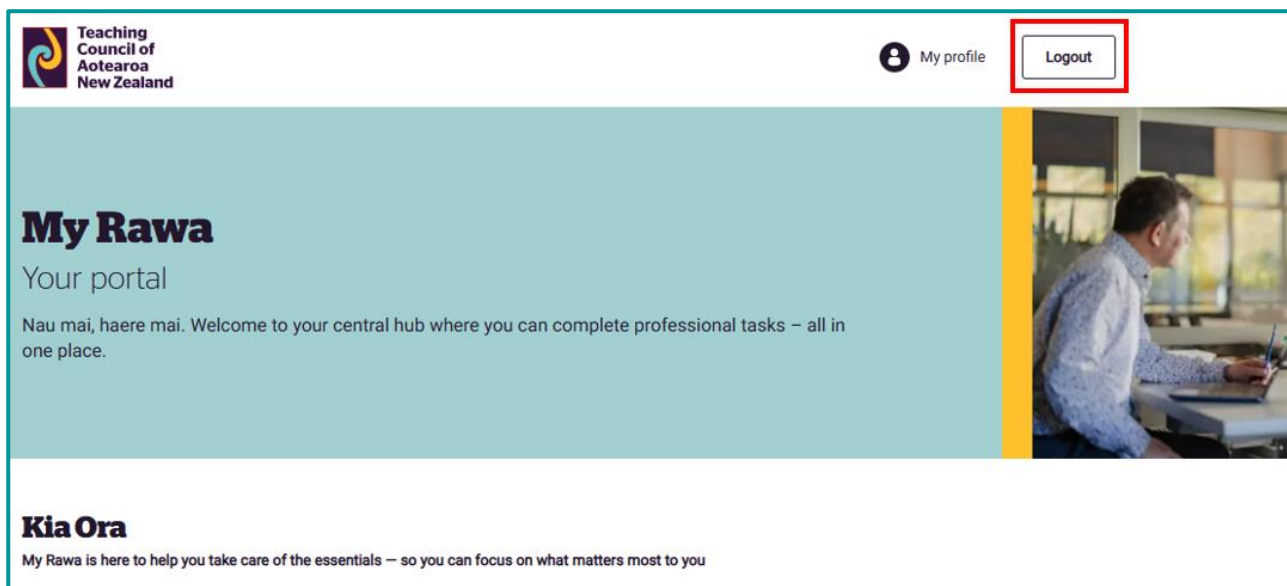 Teaching
Council of
Aotearoa
New Zealand
My profile
Logout
My Rawa
Your portal
Nau mai, haere mai. Welcome to your central hub where you can complete professional tasks – all in
one place.
Kia Ora
My Rawa is here to help you take care of the essentials — so you can focus on what matters most to you